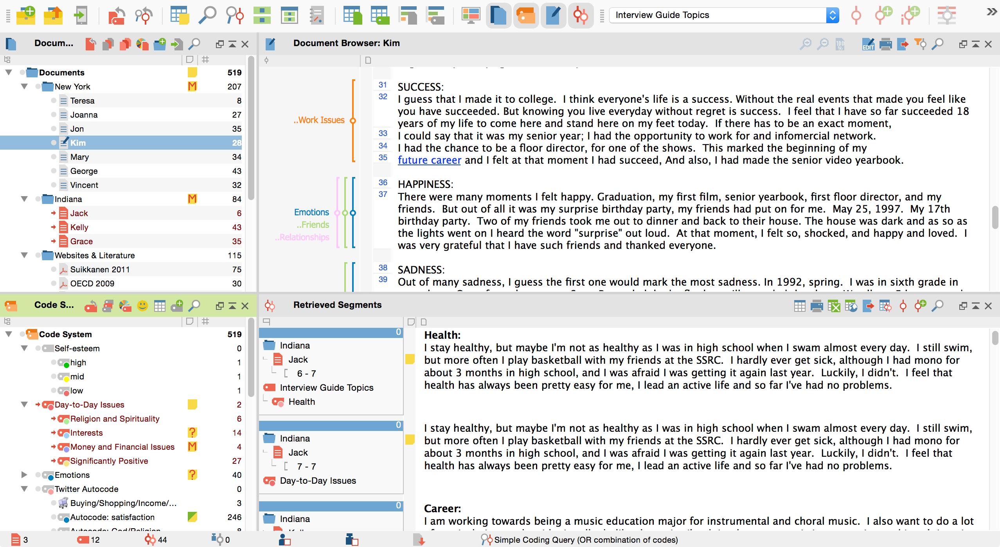 Interview Guide Topics
Docum...
Documents 519
New York M 207
Teresa 8
Joanna 27
Jon 35
Kim 28
Mary 34
George 43
Vincent 32
Indiana M 84
Jack 6
Kelly 43
Grace 35
Websites & Literature 115
Suikkanen 2011 75
OECD 2009 30
Document Browser: Kim
EDIT
100 %
31 SUCCESS:
32 I guess that I made it to college. I think everyone's life is a success. Without the real events that made you feel like
you have succeeded. But knowing you live everyday without regret is success. I feel that I have so far succeeded 18
..Work Issues
years of my life to come here and stand here on my feet today. If there has to be an exact moment,
33 I could say that it was my senior year; I had the opportunity to work for and infomercial network.
34 I had the chance to be a floor director, for one of the shows. This marked the beginning of my
35 future career and I felt at that moment I had succeed, And also, I had made the senior video yearbook.
36 HAPPINESS:
37 There were many moments I felt happy. Graduation, my first film, senior yearbook, first floor director, and my
friends. But out of all it was my surprise birthday party, my friends had put on for me. May 25, 1997. My 17th
birthday party. Two of my friends took me out to dinner and back to their house. The house was dark and as so as
the lights went on I heard the word "surprise" out loud. At that moment, I felt so, shocked, and happy and loved. I
was very grateful that I have such friends and thanked everyone.
Emotions
..Friends
..Relationships
38 SADNESS:
39 Out of many sadness, I guess the first one would mark the most sadness. In 1992, spring. I was in sixth grade in
Code S...
Code System 519
Self-esteem 0
high 1
mid 1
low 1
Day-to-Day Issues 2
Religion and Spirituality 6
Interests ? 14
Money and Financial Issues M 4
Significantly Positive 27
Emotions ? 40
Twitter Autocode 0
Buying/Shopping/Income/... 3
Autocode: satisfaction 246
Autocode: God/Religion 8
Retrieved Segments
0
Indiana
Jack
6 - 7
Interview Guide Topics
Health
0
Indiana
Jack
7 - 7
Day-to-Day Issues
0
Indiana
Health:
I stay healthy, but maybe I'm not as healthy as I was in high school when I swam almost every day. I still swim,
but more often I play basketball with my friends at the SSRC. I hardly ever get sick, although I had mono for
about 3 months in high school, and I was afraid I was getting it again last year. Luckily, I didn't. I feel that
health has always been pretty easy for me, I lead an active life and so far I've had no problems.
I stay healthy, but maybe I'm not as healthy as I was in high school when I swam almost every day. I still swim,
but more often I play basketball with my friends at the SSRC. I hardly ever get sick, although I had mono for
about 3 months in high school, and I was afraid I was getting it again last year. Luckily, I didn't. I feel that
health has always been pretty easy for me, I lead an active life and so far I've had no problems.
Career:
I am working towards being a music education major for instrumental and choral music. I also want to do a lot
3
12
44
0
Simple Coding Query (OR combination of codes)